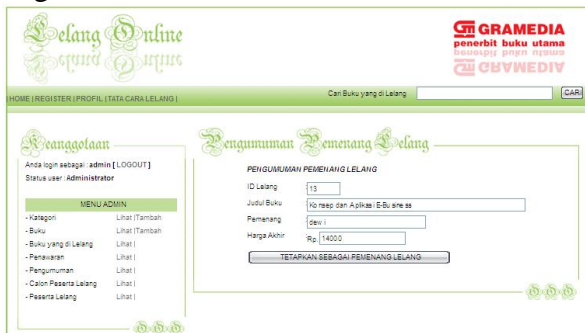 Lelang Online
GM GRAMEDIA
penerbit buku utama
| HOME | REGISTER | PROFIL | TATA CARA LELANG |
Cari Buku yang di Lelang
CARI
Keanggotaan
Anda login sebagai : admin [ LOGOUT ]
Status user : Administrator
MENU ADMIN
- Kategori Lihat |Tambah
- Buku Lihat |Tambah
- Buku yang di Lelang Lihat |
- Penawaran Lihat |
- Pengumuman Lihat |
- Calon Peserta Lelang Lihat |
- Peserta Lelang Lihat |
Pengumuman Pemenang Lelang
PENGUMUMAN PEMENANG LELANG
ID Lelang : 13
Judul Buku : Konsep dan Aplikasi E-Business
Pemenang : dewi
Harga Akhir : Rp. 14000
TETAPKAN SEBAGAI PEMENANG LELANG